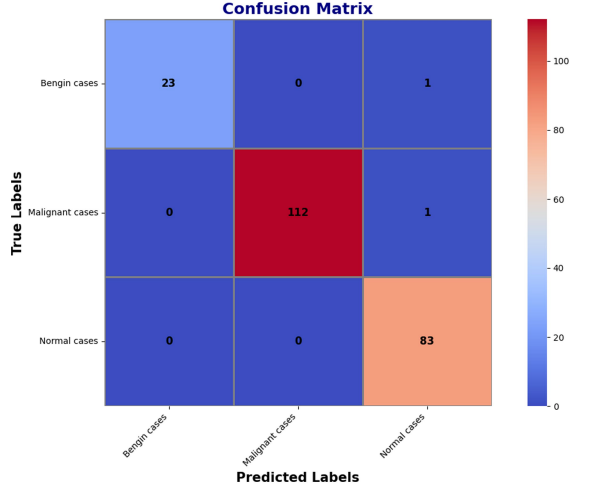 Confusion Matrix
Bengin cases 23 0 1
Malignant cases 0 112 1
Normal cases 0 0 83
Bengin cases Malignant cases Normal cases
True Labels
Predicted Labels
100
80
60
40
20
0